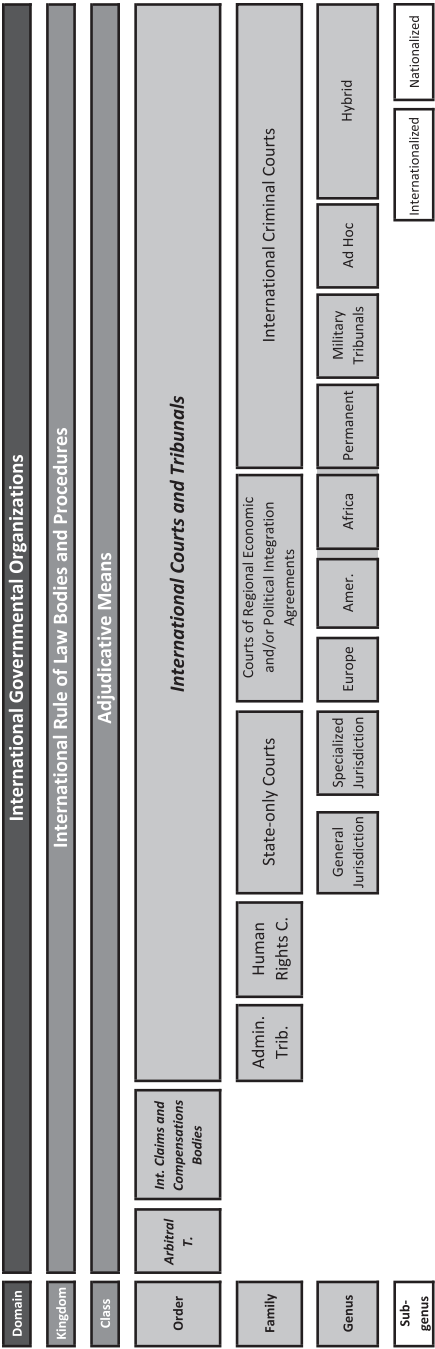 Domain
International Governmental Organizations
Kingdom
International Rule of Law Bodies and Procedures
Class
Adjudicative Means
Order
Arbitral
T.
Int. Claims and
Compensations
Bodies
International Courts and Tribunals
Family
Admin.
Trib.
Human
Rights C.
State-only Courts
Courts of Regional Economic
and/or Political Integration
Agreements
International Criminal Courts
Genus
General
Jurisdiction
Specialized
Jurisdiction
Europe
Amer.
Africa
Permanent
Military
Tribunals
Ad Hoc
Hybrid
Sub-
genus
Internationalized
Nationalized